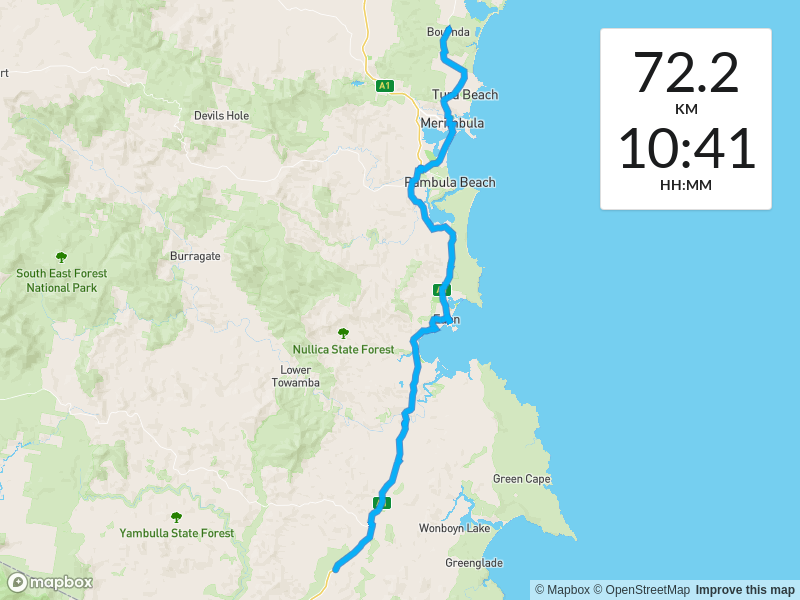 Bournda
72.2
KM
10:41
HH:MM
A1
Tura Beach
rt
Devils Hole
Merimbula
Pambula Beach
Burragate
South East Forest
National Park
Eden
Nullica State Forest
Lower
Towamba
Green Cape
Yambulla State Forest
Wonboyn Lake
Greenglade
mapbox
© Mapbox © OpenStreetMap Improve this map